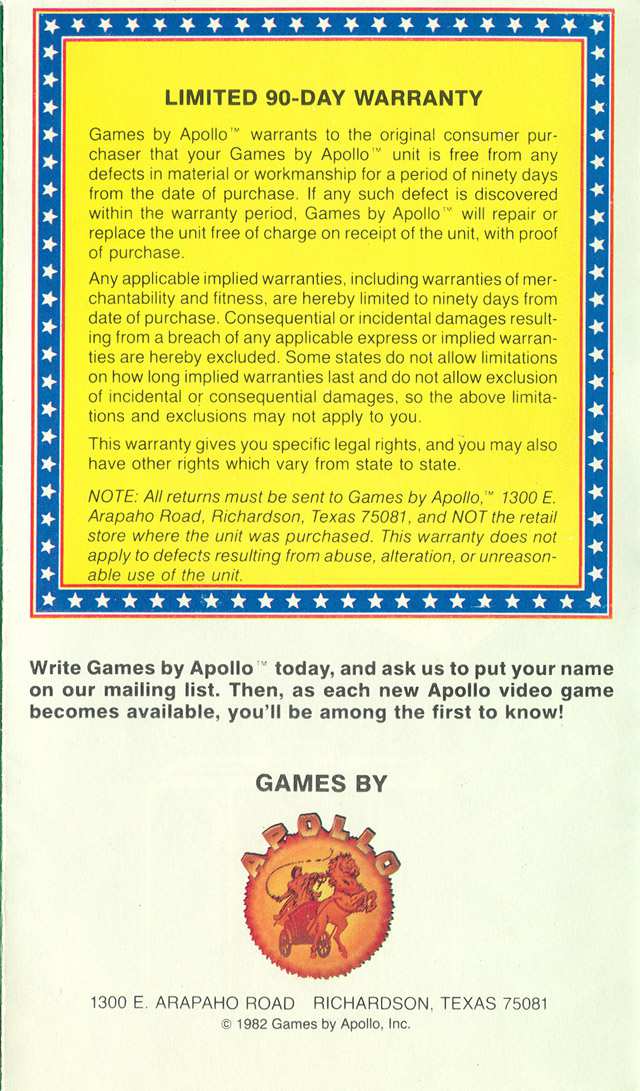 LIMITED 90-DAY WARRANTY
Games by Apollo™ warrants to the original consumer pur-
chaser that your Games by Apollo™ unit is free from any
defects in material or workmanship for a period of ninety days
from the date of purchase. If any such defect is discovered
within the warranty period, Games by Apollo™ will repair or
replace the unit free of charge on receipt of the unit, with proof
of purchase.
Any applicable implied warranties, including warranties of mer-
chantability and fitness, are hereby limited to ninety days from
date of purchase. Consequential or incidental damages result-
ing from a breach of any applicable express or implied warran-
ties are hereby excluded. Some states do not allow limitations
on how long implied warranties last and do not allow exclusion
of incidental or consequential damages, so the above limita-
tions and exclusions may not apply to you.
This warranty gives you specific legal rights, and you may also
have other rights which vary from state to state.
NOTE: All returns must be sent to Games by Apollo,™ 1300 E.
Arapaho Road, Richardson, Texas 75081, and NOT the retail
store where the unit was purchased. This warranty does not
apply to defects resulting from abuse, alteration, or unreason-
able use of the unit.
Write Games by Apollo™ today, and ask us to put your name
on our mailing list. Then, as each new Apollo video game
becomes available, you'll be among the first to know!
GAMES BY
APOLLO
1300 E. ARAPAHO ROAD RICHARDSON, TEXAS 75081
© 1982 Games by Apollo, Inc.